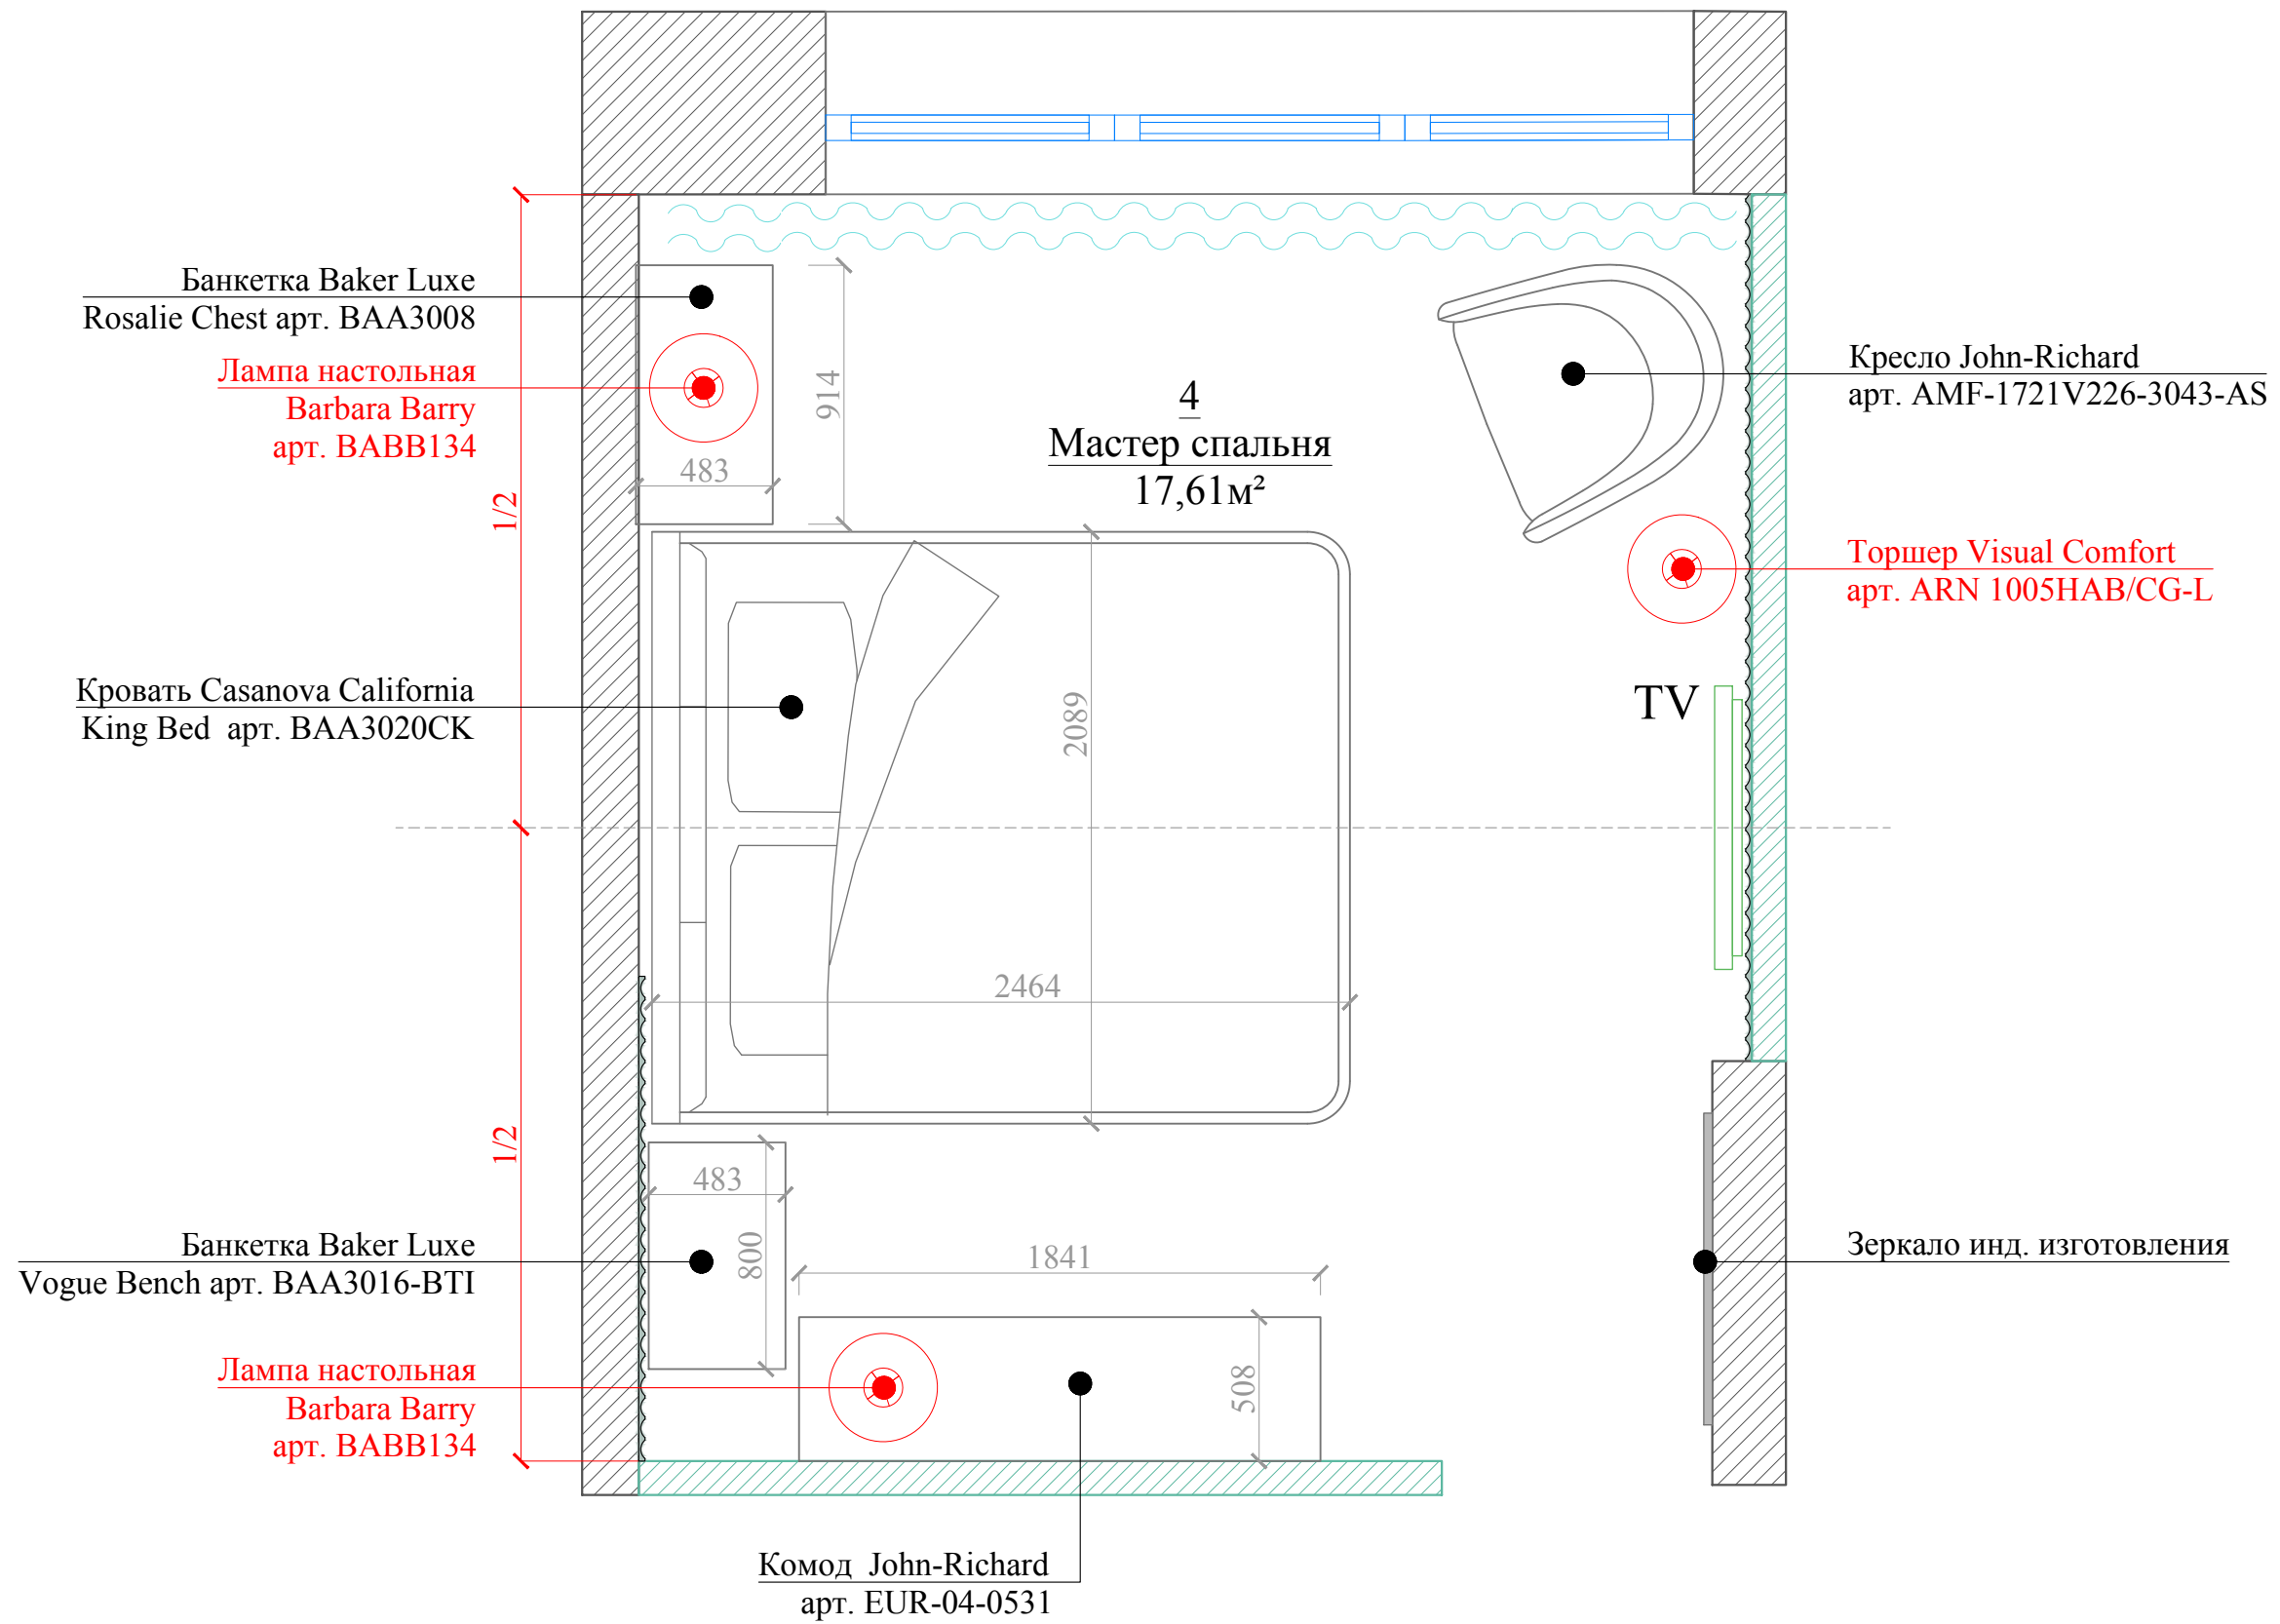 Банкетка Baker Luxe
Rosalie Chest арт. BAA3008
Лампа настольная
Barbara Barry
арт. BABB134
483
914
4
Мастер спальня
17,61м²
Кресло John-Richard
арт. AMF-1721V226-3043-AS
1/2
Торшер Visual Comfort
арт. ARN 1005HAB/CG-L
Кровать Casanova California
King Bed арт. BAA3020CK
2089
TV
2464
1/2
483
800
Банкетка Baker Luxe
Vogue Bench арт. BAA3016-BTI
1841
Зеркало инд. изготовления
Лампа настольная
Barbara Barry
арт. BABB134
508
Комод John-Richard
арт. EUR-04-0531